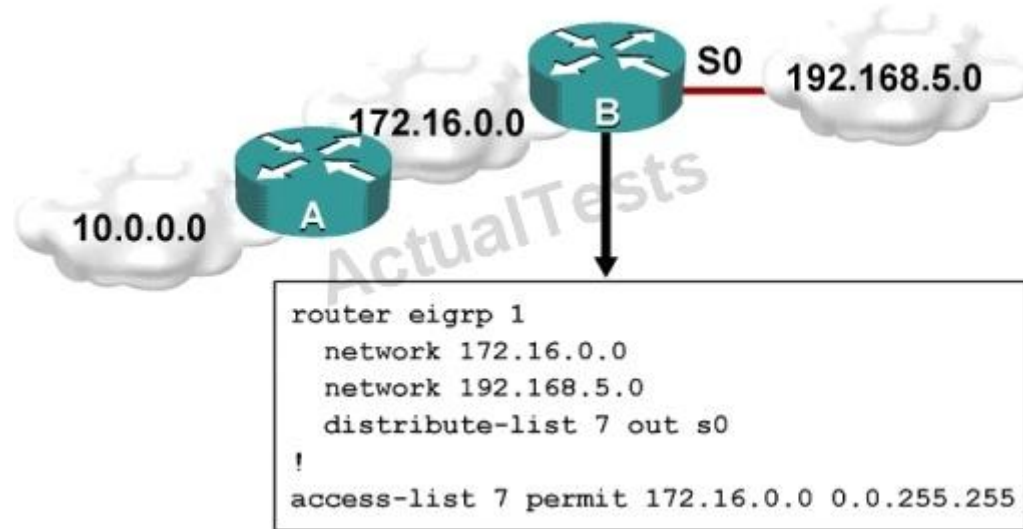 S0
192.168.5.0
B
172.16.0.0
A
10.0.0.0
ActualTests
router eigrp 1
network 172.16.0.0
network 192.168.5.0
distribute-list 7 out s0
!
access-list 7 permit 172.16.0.0 0.0.255.255